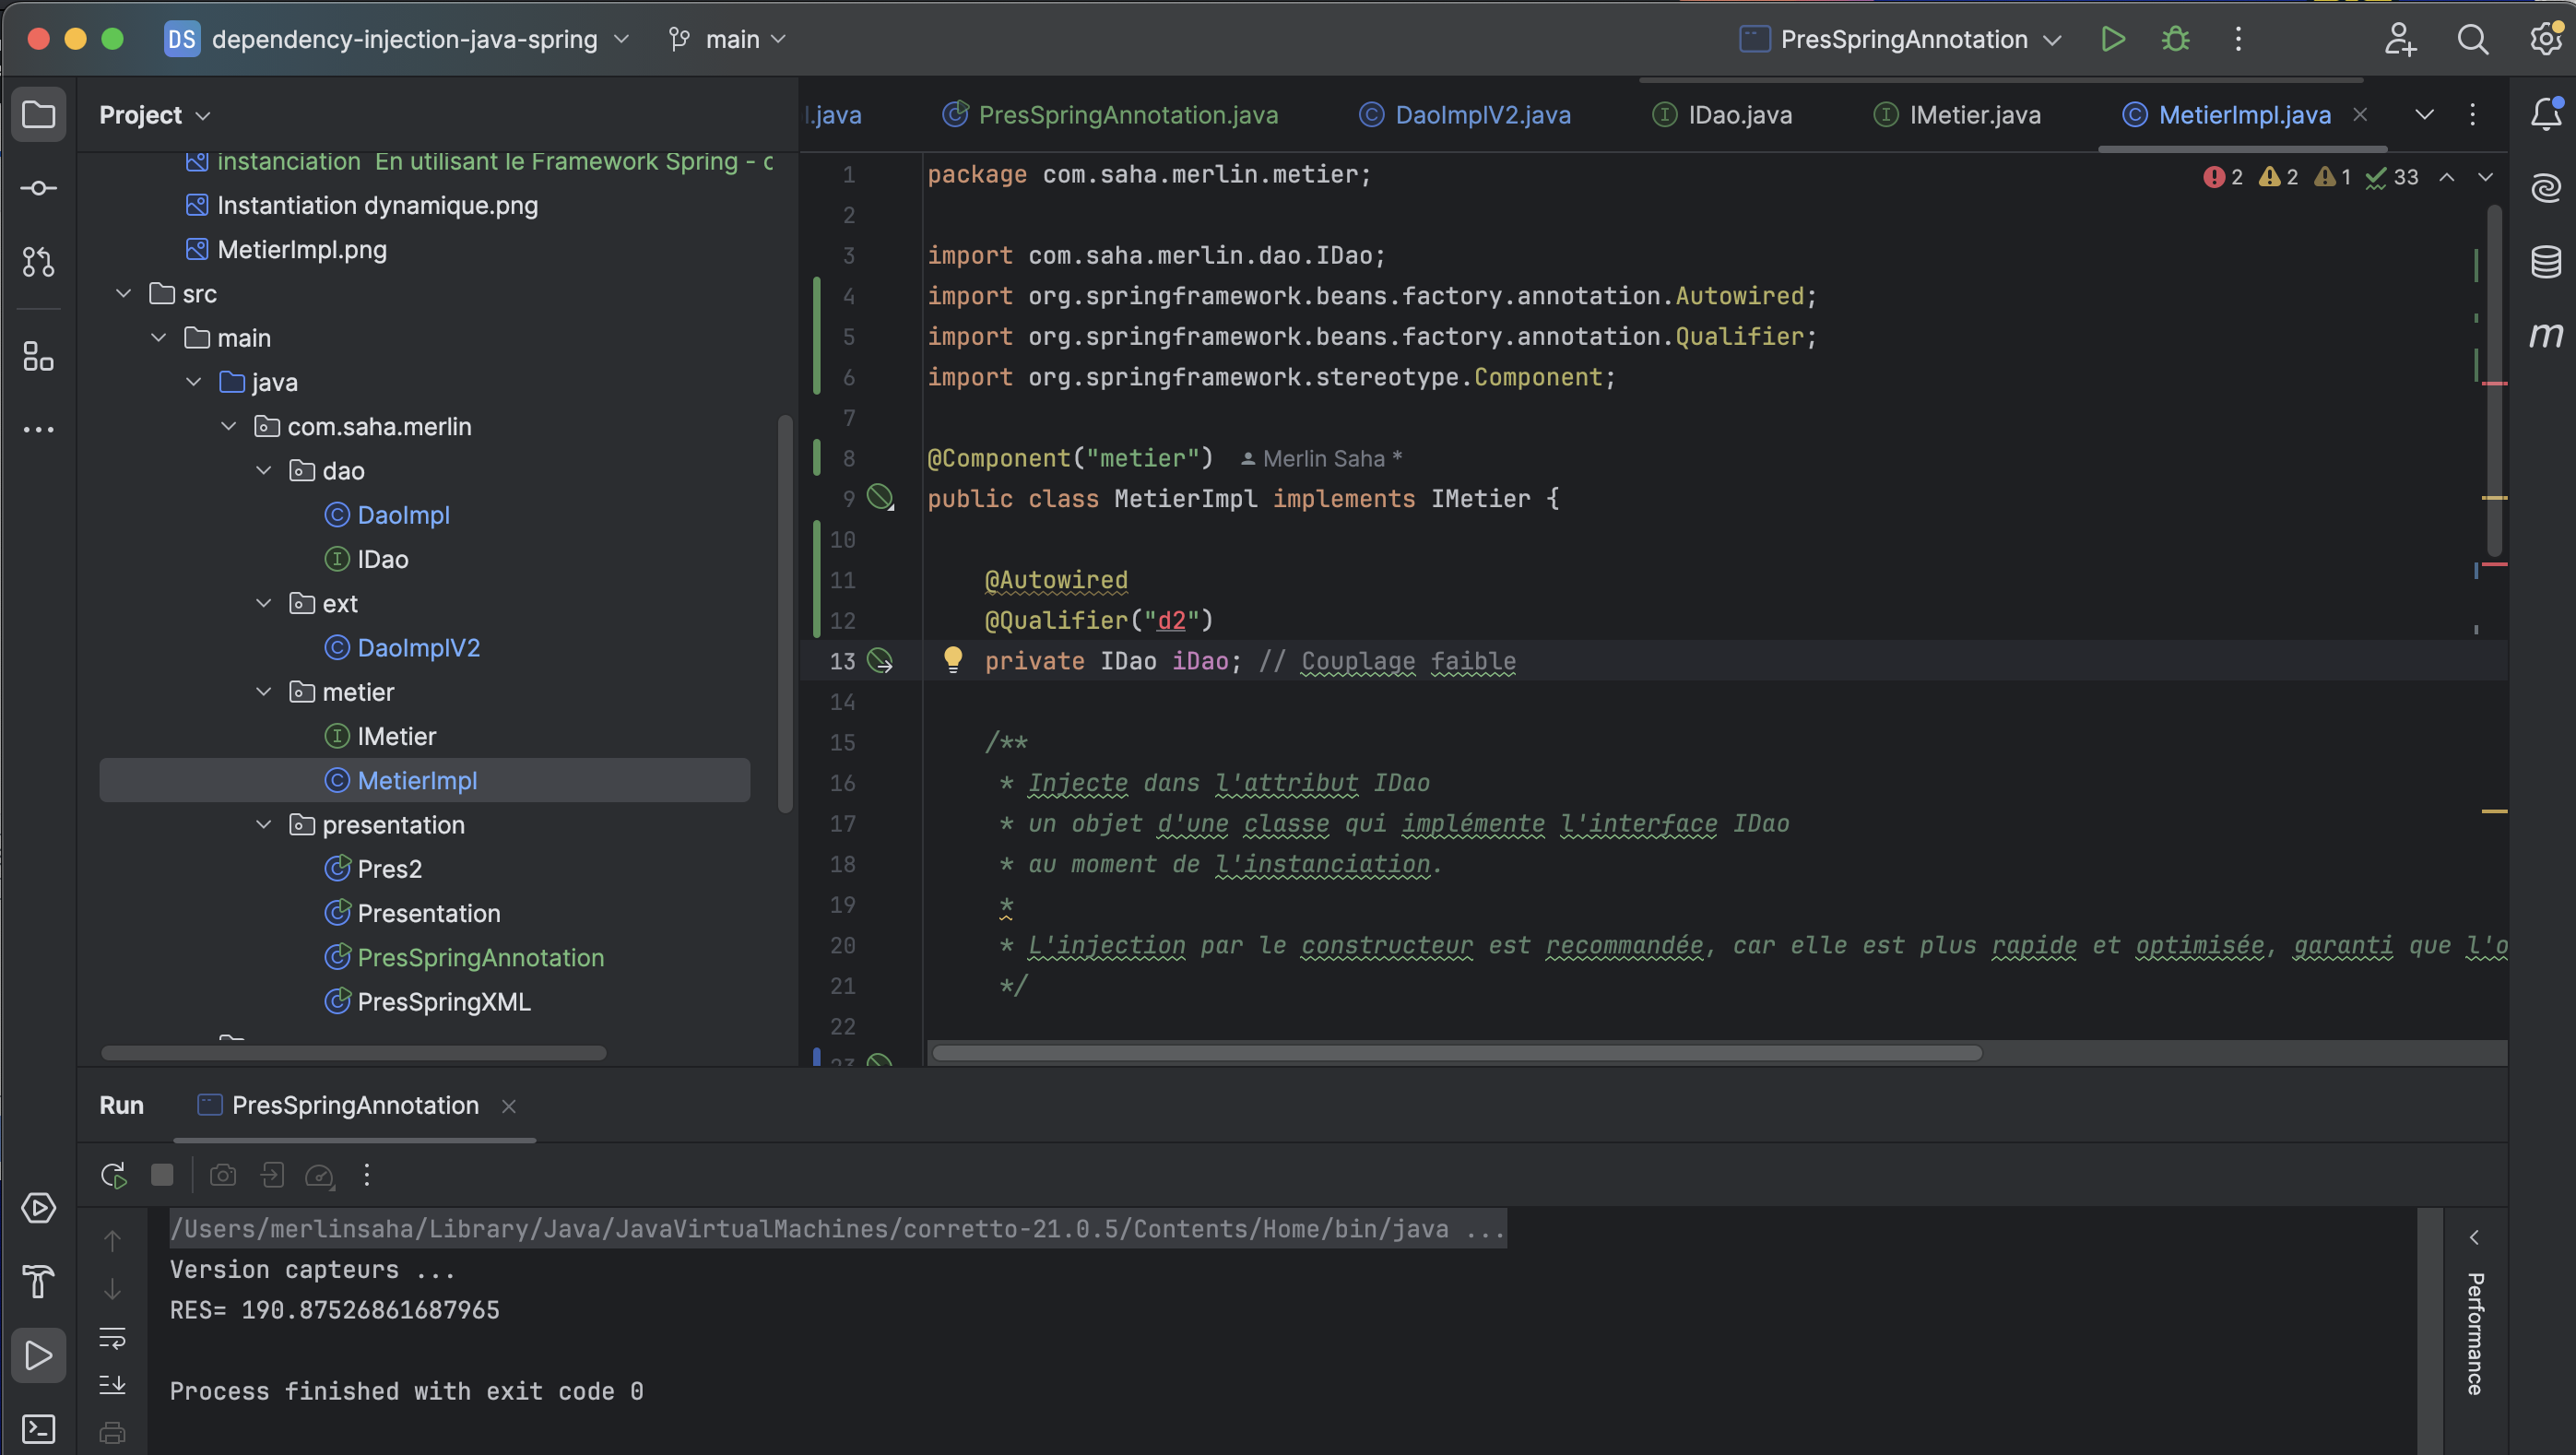 DS dependency-injection-java-spring main PresSpringAnnotation
Project
instanciation En utilisant le Framework Spring - c
Instantiation dynamique.png
MetierImpl.png
src
main
java
com.saha.merlin
dao
DaoImpl
IDao
ext
DaoImplV2
metier
IMetier
MetierImpl
presentation
Pres2
Presentation
PresSpringAnnotation
PresSpringXML
l.java PresSpringAnnotation.java DaoImplV2.java IDao.java IMetier.java MetierImpl.java
2 2 1 33
1 package com.saha.merlin.metier;
2
3 import com.saha.merlin.dao.IDao;
4 import org.springframework.beans.factory.annotation.Autowired;
5 import org.springframework.beans.factory.annotation.Qualifier;
6 import org.springframework.stereotype.Component;
7
8 @Component("metier") Merlin Saha *
9 public class MetierImpl implements IMetier {
10
11 @Autowired
12 @Qualifier("d2")
13 private IDao iDao; // Couplage faible
14
15 /**
16 * Injecte dans l'attribut IDao
17 * un objet d'une classe qui implémente l'interface IDao
18 * au moment de l'instanciation.
19 *
20 * L'injection par le constructeur est recommandée, car elle est plus rapide et optimisée, garanti que l'o
21 */
22
23
m
Run PresSpringAnnotation
/Users/merlinsaha/Library/Java/JavaVirtualMachines/corretto-21.0.5/Contents/Home/bin/java ...
Version capteurs ...
RES= 190.87526861687965
Process finished with exit code 0
Performance